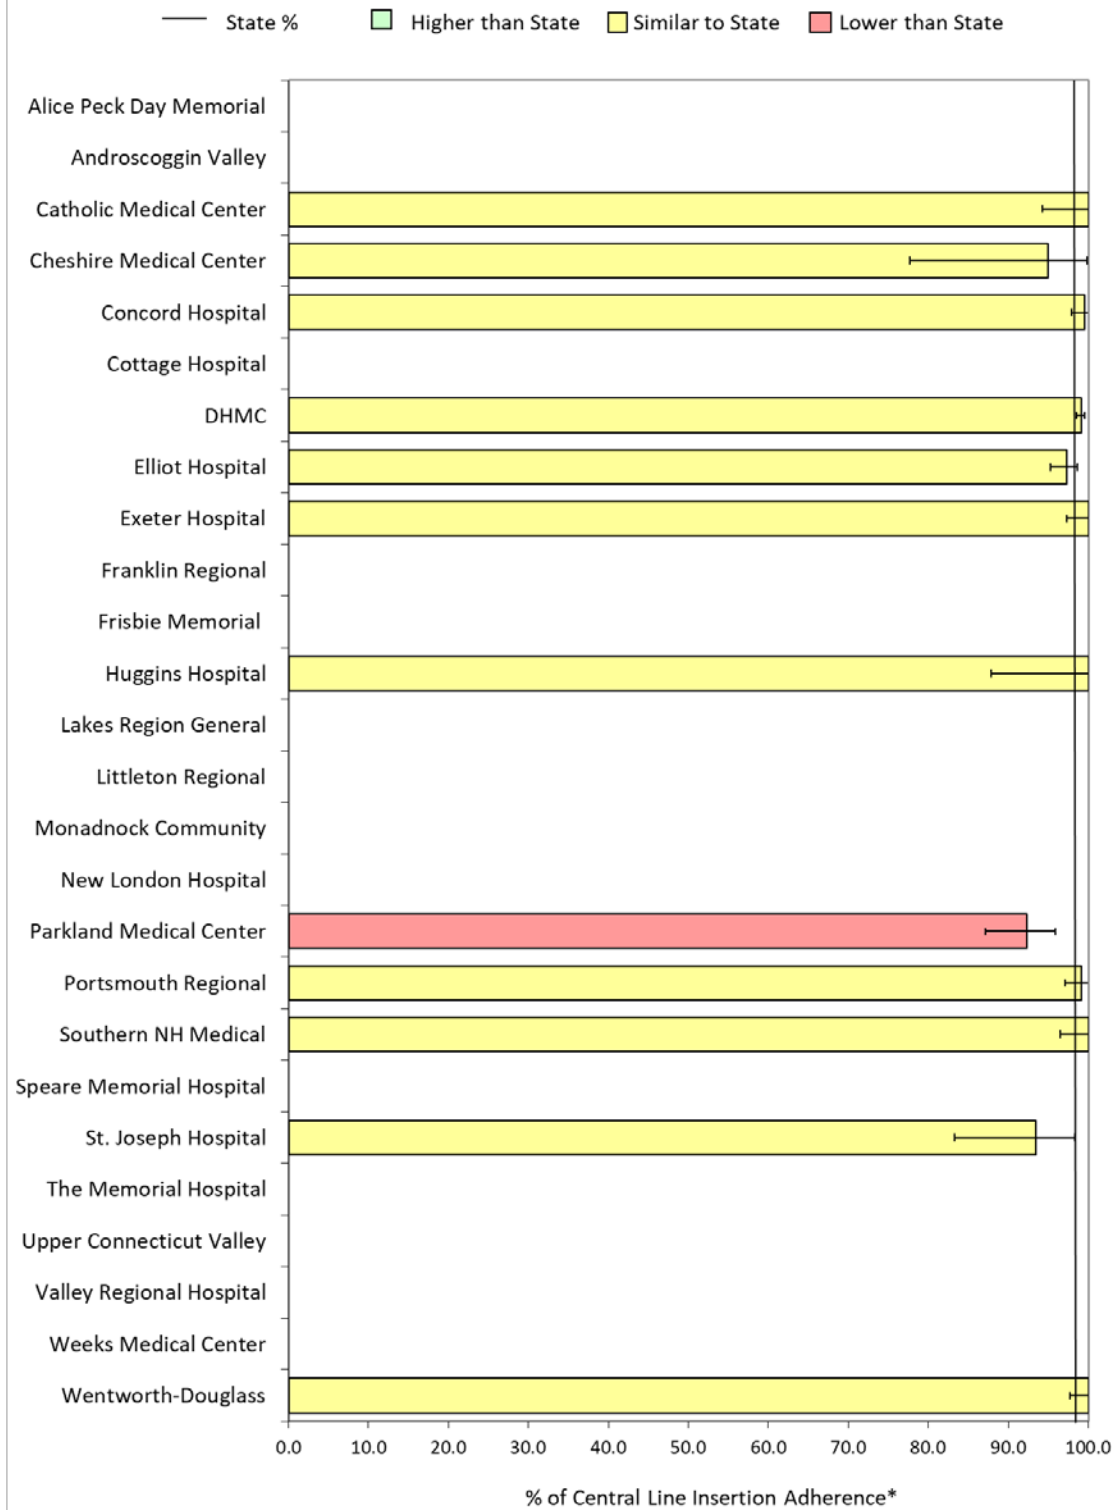 State %   Higher than State   Similar to State   Lower than State
Alice Peck Day Memorial
Androscoggin Valley
Catholic Medical Center
Cheshire Medical Center
Concord Hospital
Cottage Hospital
DHMC
Elliot Hospital
Exeter Hospital
Franklin Regional
Frisbie Memorial
Huggins Hospital
Lakes Region General
Littleton Regional
Monadnock Community
New London Hospital
Parkland Medical Center
Portsmouth Regional
Southern NH Medical
Speare Memorial Hospital
St. Joseph Hospital
The Memorial Hospital
Upper Connecticut Valley
Valley Regional Hospital
Weeks Medical Center
Wentworth-Douglass
0.0 10.0 20.0 30.0 40.0 50.0 60.0 70.0 80.0 90.0 100.0
% of Central Line Insertion Adherence*